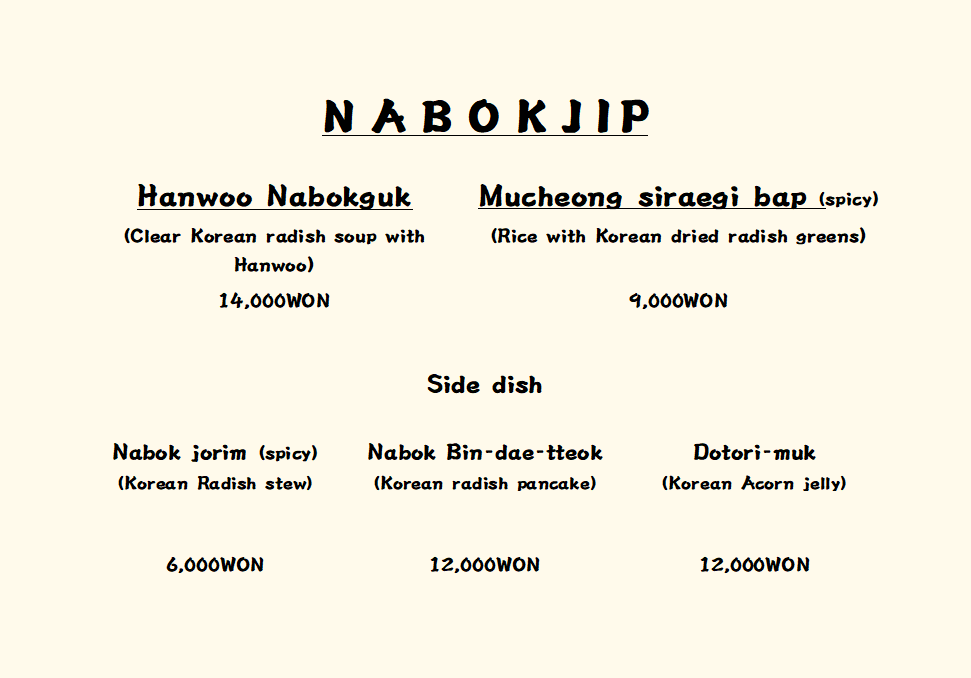 NABOKJIP
Hanwoo Nabokguk
(Clear Korean radish soup with
Hanwoo)
14,000WON
Mucheong siraegi bap (spicy)
(Rice with Korean dried radish greens)
9,000WON
Side dish
Nabok jorim (spicy)
(Korean Radish stew)
6,000WON
Nabok Bin-dae-tteok
(Korean radish pancake)
12,000WON
Dotori-muk
(Korean Acorn jelly)
12,000WON